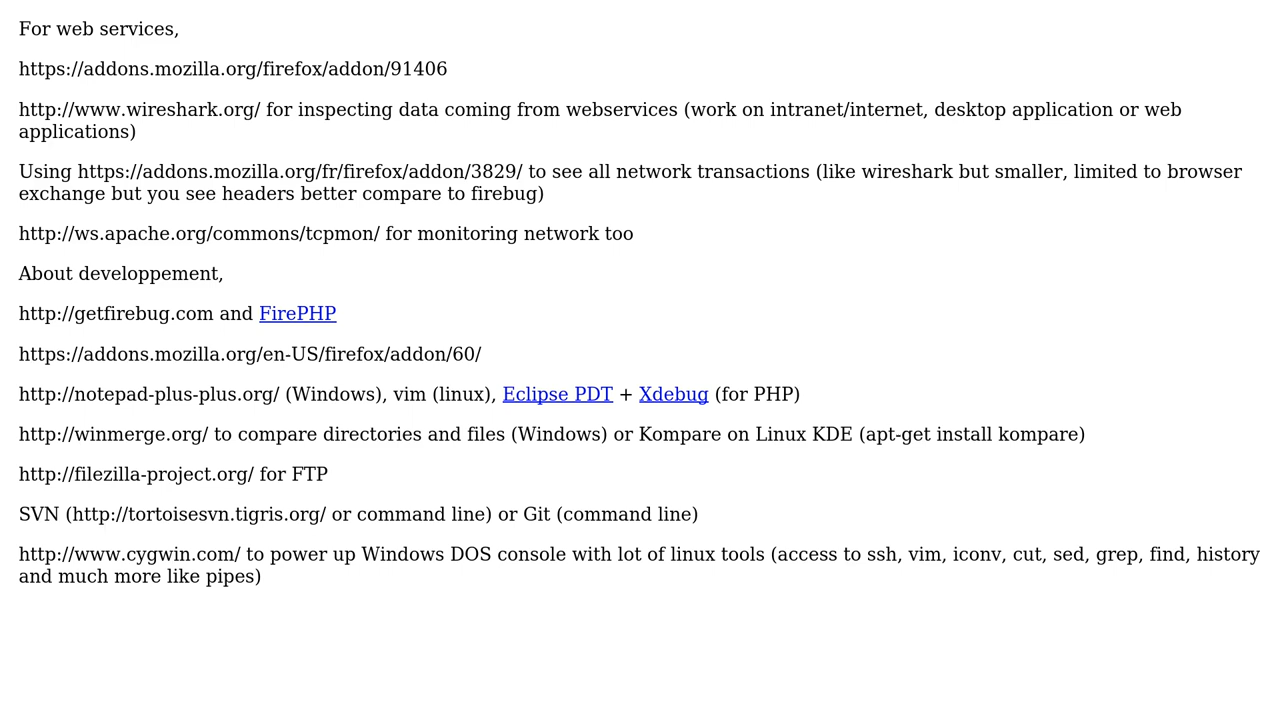 For web services,
https://addons.mozilla.org/firefox/addon/91406
http://www.wireshark.org/ for inspecting data coming from webservices (work on intranet/internet, desktop application or web
applications)
Using https://addons.mozilla.org/fr/firefox/addon/3829/ to see all network transactions (like wireshark but smaller, limited to browser
exchange but you see headers better compare to firebug)
http://ws.apache.org/commons/tcpmon/ for monitoring network too
About developpement,
http://getfirebug.com and FirePHP
https://addons.mozilla.org/en-US/firefox/addon/60/
http://notepad-plus-plus.org/ (Windows), vim (linux), Eclipse PDT + Xdebug (for PHP)
http://winmerge.org/ to compare directories and files (Windows) or Kompare on Linux KDE (apt-get install kompare)
http://filezilla-project.org/ for FTP
SVN (http://tortoisesvn.tigris.org/ or command line) or Git (command line)
http://www.cygwin.com/ to power up Windows DOS console with lot of linux tools (access to ssh, vim, iconv, cut, sed, grep, find, history
and much more like pipes)